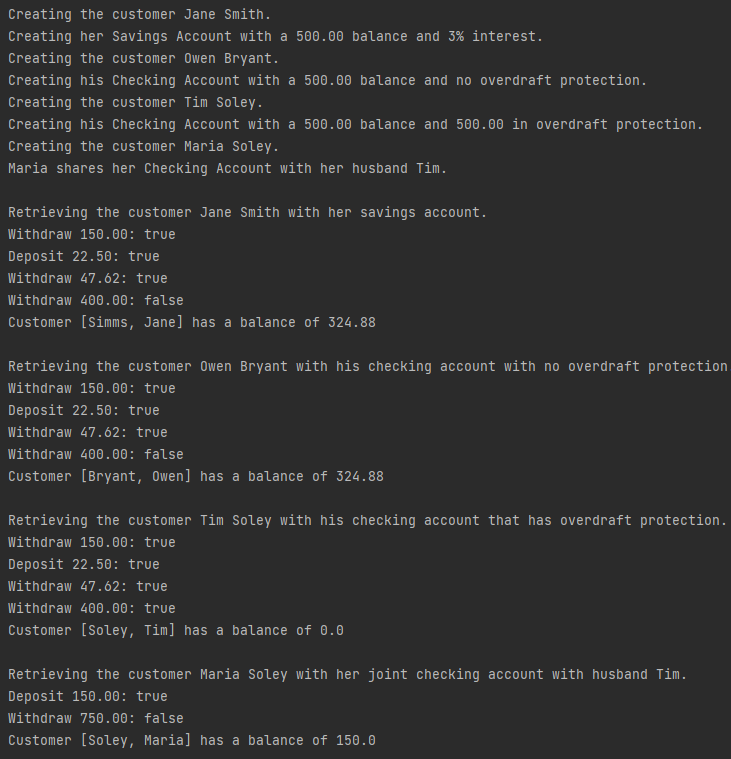 Creating the customer Jane Smith.
Creating her Savings Account with a 500.00 balance and 3% interest.
Creating the customer Owen Bryant.
Creating his Checking Account with a 500.00 balance and no overdraft protection.
Creating the customer Tim Soley.
Creating his Checking Account with a 500.00 balance and 500.00 in overdraft protection.
Creating the customer Maria Soley.
Maria shares her Checking Account with her husband Tim.

Retrieving the customer Jane Smith with her savings account.
Withdraw 150.00: true
Deposit 22.50: true
Withdraw 47.62: true
Withdraw 400.00: false
Customer [Simms, Jane] has a balance of 324.88

Retrieving the customer Owen Bryant with his checking account with no overdraft protection
Withdraw 150.00: true
Deposit 22.50: true
Withdraw 47.62: true
Withdraw 400.00: false
Customer [Bryant, Owen] has a balance of 324.88

Retrieving the customer Tim Soley with his checking account that has overdraft protection.
Withdraw 150.00: true
Deposit 22.50: true
Withdraw 47.62: true
Withdraw 400.00: true
Customer [Soley, Tim] has a balance of 0.0

Retrieving the customer Maria Soley with her joint checking account with husband Tim.
Deposit 150.00: true
Withdraw 750.00: false
Customer [Soley, Maria] has a balance of 150.0